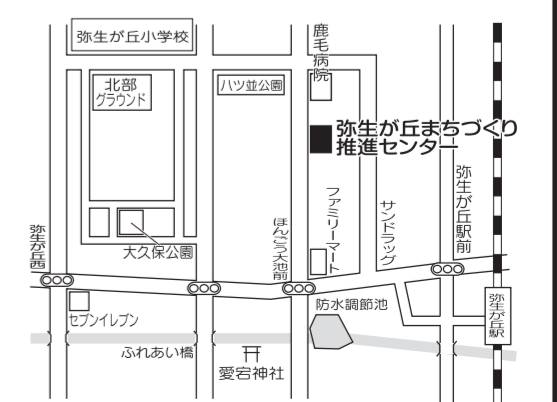 弥生が丘小学校
鹿毛病院
北部
グラウンド
八ツ並公園
弥生が丘まちづくり
推進センター
弥生が丘駅前
ファミリーマート
サンドラッグ
ほんごう大池前
弥生が丘西
大久保公園
セブンイレブン
防水調節池
弥生が丘駅
ふれあい橋
愛宕神社